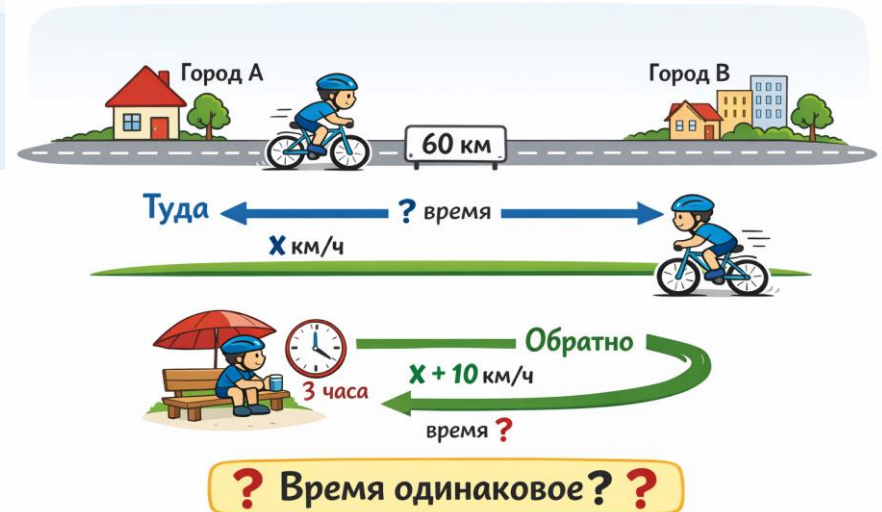 Город А
Город В
60 км
Туда
? время
X км/ч
Обратно
3 часа
X + 10 км/ч
время ?
? Время одинаковое? ?